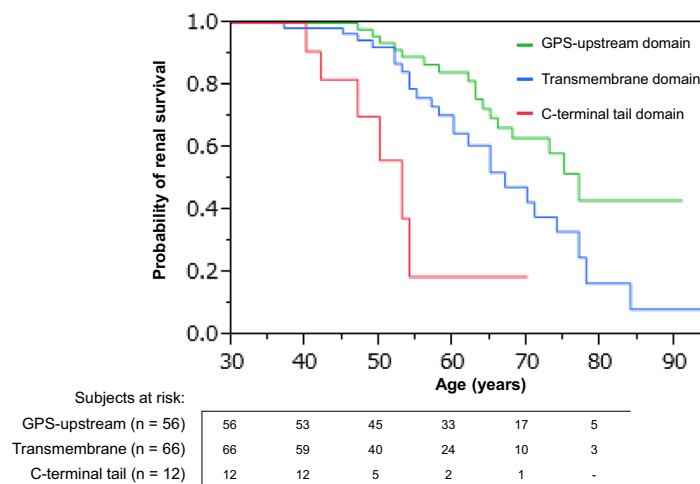 Probability of renal survival
1.0
0.8
0.6
0.4
0.2
0.0
GPS-upstream domain
Transmembrane domain
C-terminal tail domain
30 40 50 60 70 80 90
Age (years)
Subjects at risk:
GPS-upstream (n = 56) 56 53 45 33 17 5
Transmembrane (n = 66) 66 59 40 24 10 3
C-terminal tail (n = 12) 12 12 5 2 1 -